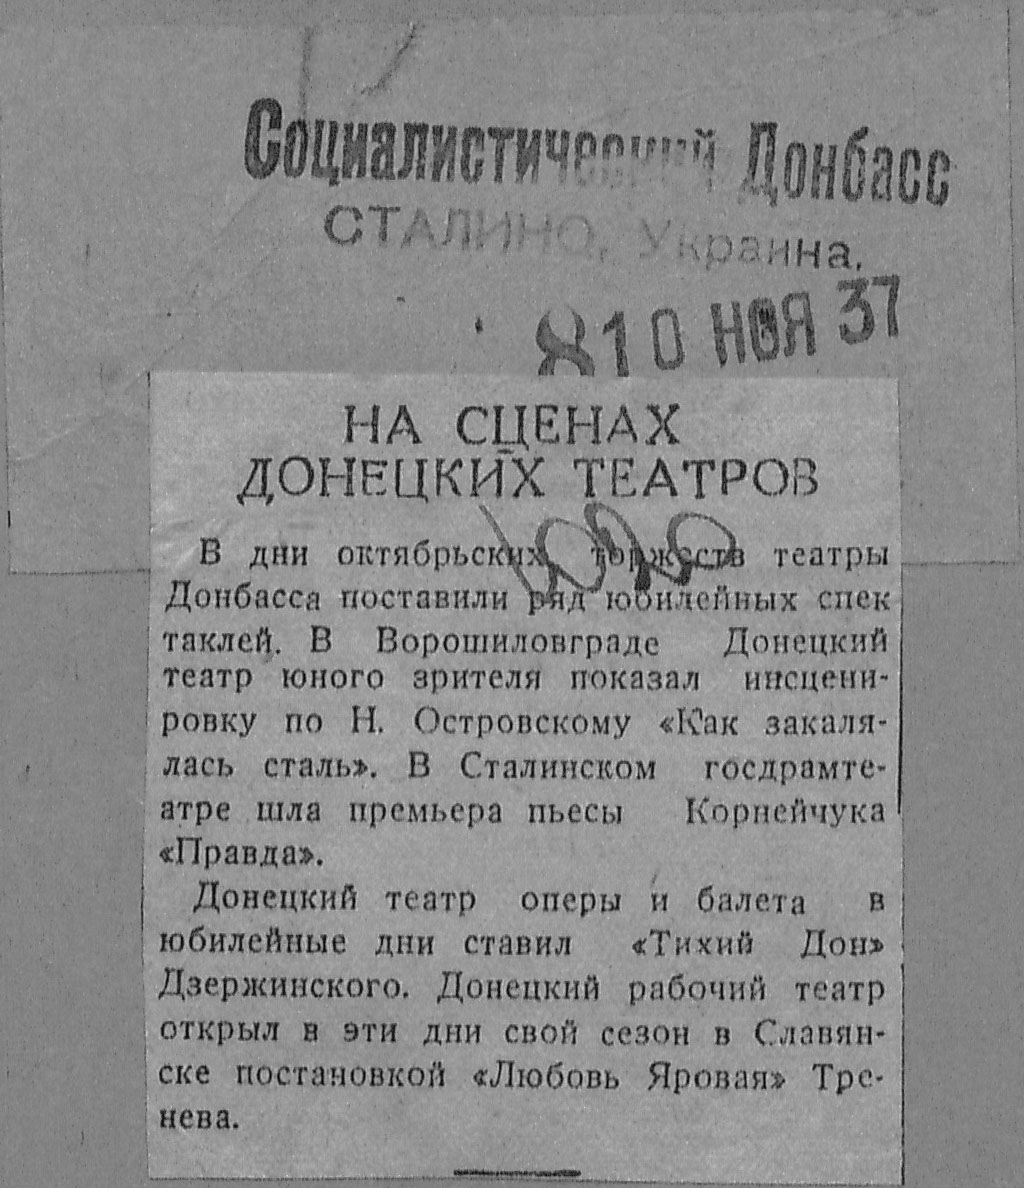 Социалистический Донбасс
СТАЛИНО, Украина.
810 НОЯ 37
НА СЦЕНАХ
ДОНЕЦКИХ ТЕАТРОВ
В дни октябрьских торжеств театры
Донбасса поставили ряд юбилейных спек
таклей. В Ворошиловграде Донецкий
театр юного зрителя показал инсцени-
ровку по Н. Островскому «Как закаля-
лась сталь». В Сталинском госдрамте-
атре шла премьера пьесы Корнейчука
«Правда».
Донецкий театр оперы и балета в
юбилейные дни ставил «Тихий Дон»
Дзержинского. Донецкий рабочий театр
открыл в эти дни свой сезон в Славян-
ске постановкой «Любовь Яровая» Тре-
нева.